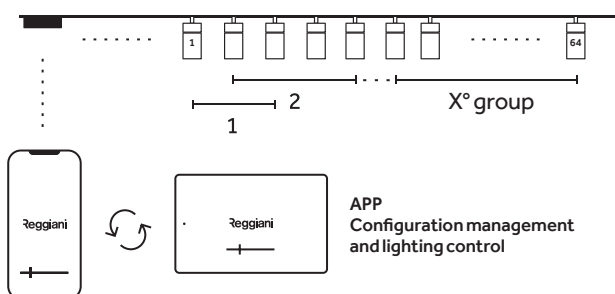 1
64
2
X° group
1
Reggiani
Reggiani
APP
Configuration management
and lighting control